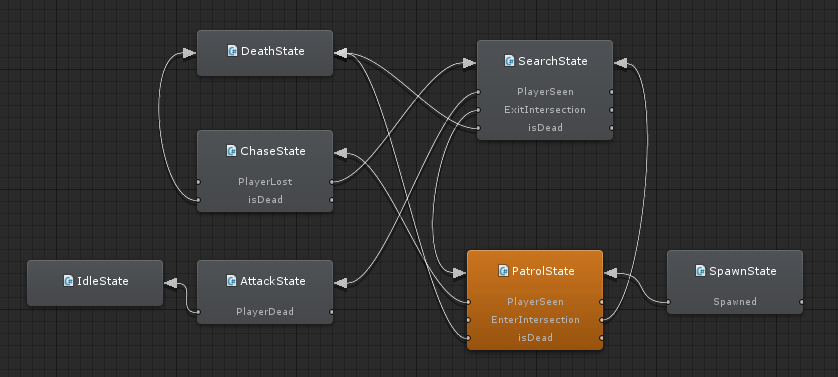 DeathState
SearchState
PlayerSeen
ExitIntersection
isDead
ChaseState
PlayerLost
isDead
IdleState
AttackState
PlayerDead
PatrolState
PlayerSeen
EnterIntersection
isDead
SpawnState
Spawned